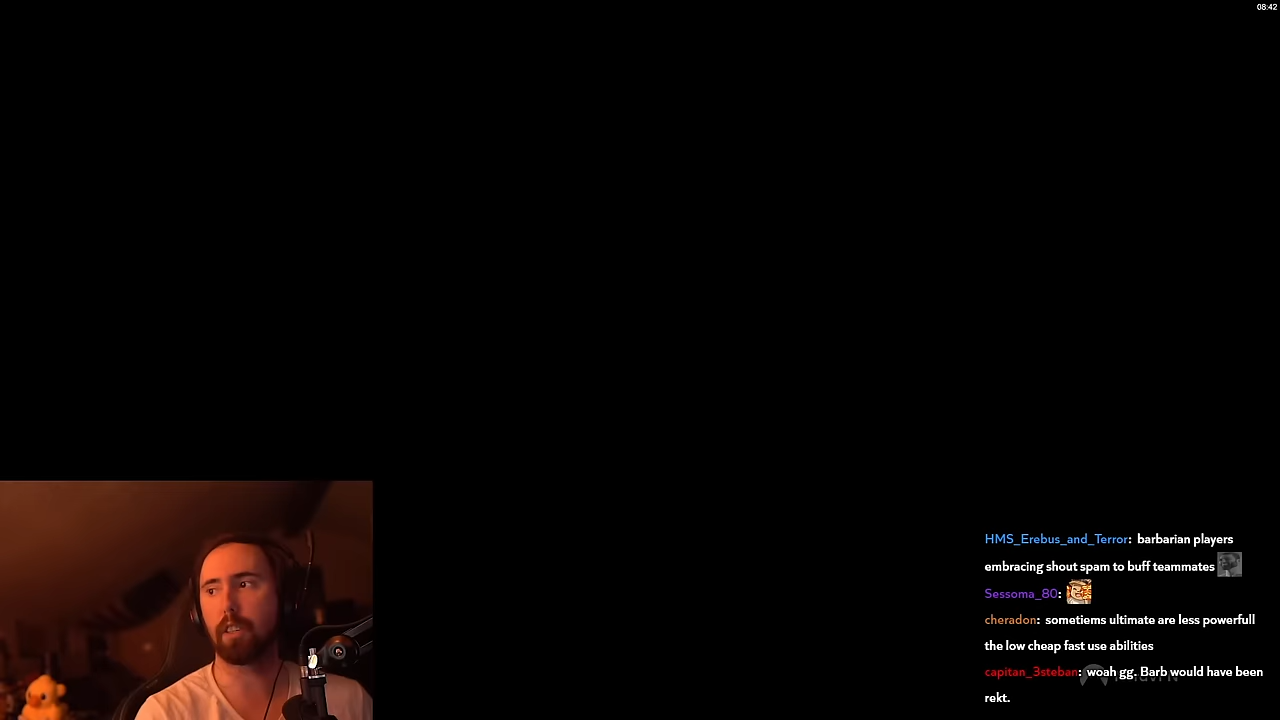 08:42
HMS_Erebus_and_Terror: barbarian players
embracing shout spam to buff teammates
Sessoma_80:
cheradon: sometiems ultimate are less powerfull
the low cheap fast use abilities
capitan_3steban: woah gg. Barb would have been
rekt.